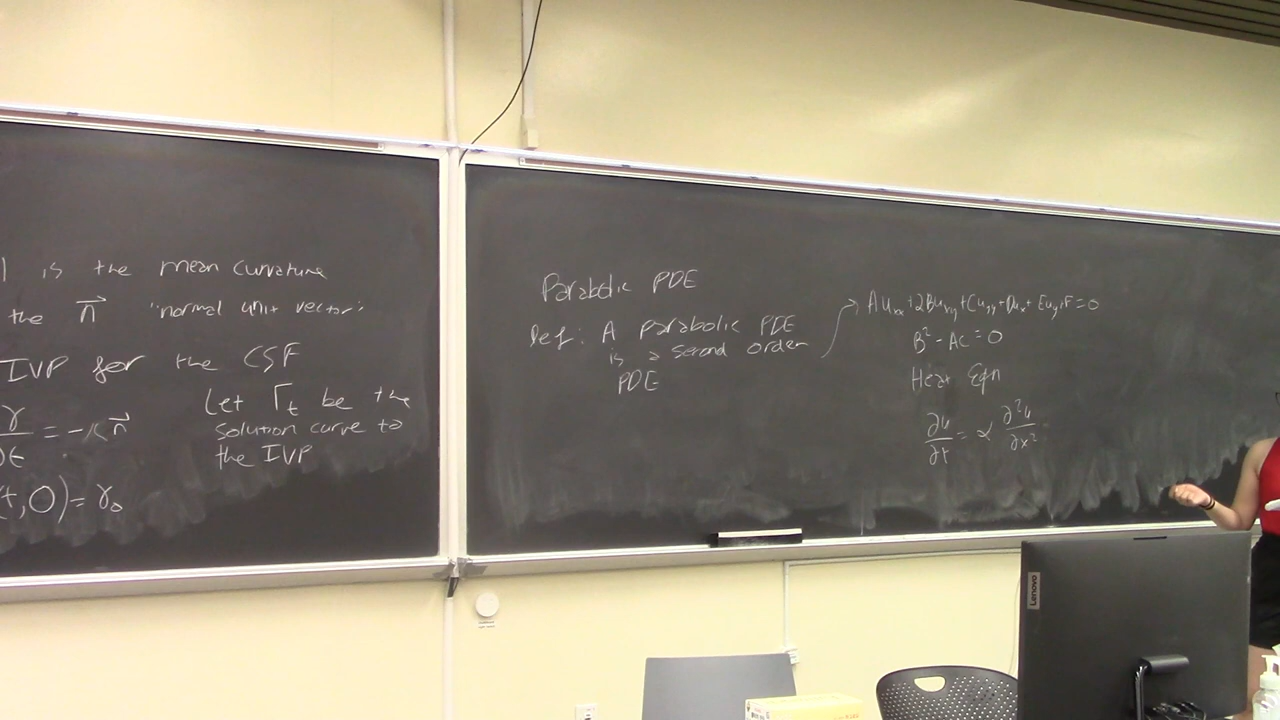 is the mean curvature
the n⃗ "normal unit vector"
IVP for the CSF
γ
∂t = -κn⃗
(t,0) = γ₀
Let Γt be the
solution curve to
the IVP
Parabolic PDE
Def: A parabolic PDE
is a second order
PDE
Auxx+2Buxy+Cuyy+Dux+Euy+F=0
B²-AC=0
Heat Eqn
∂u/∂t = α ∂²u/∂x²
Lenovo